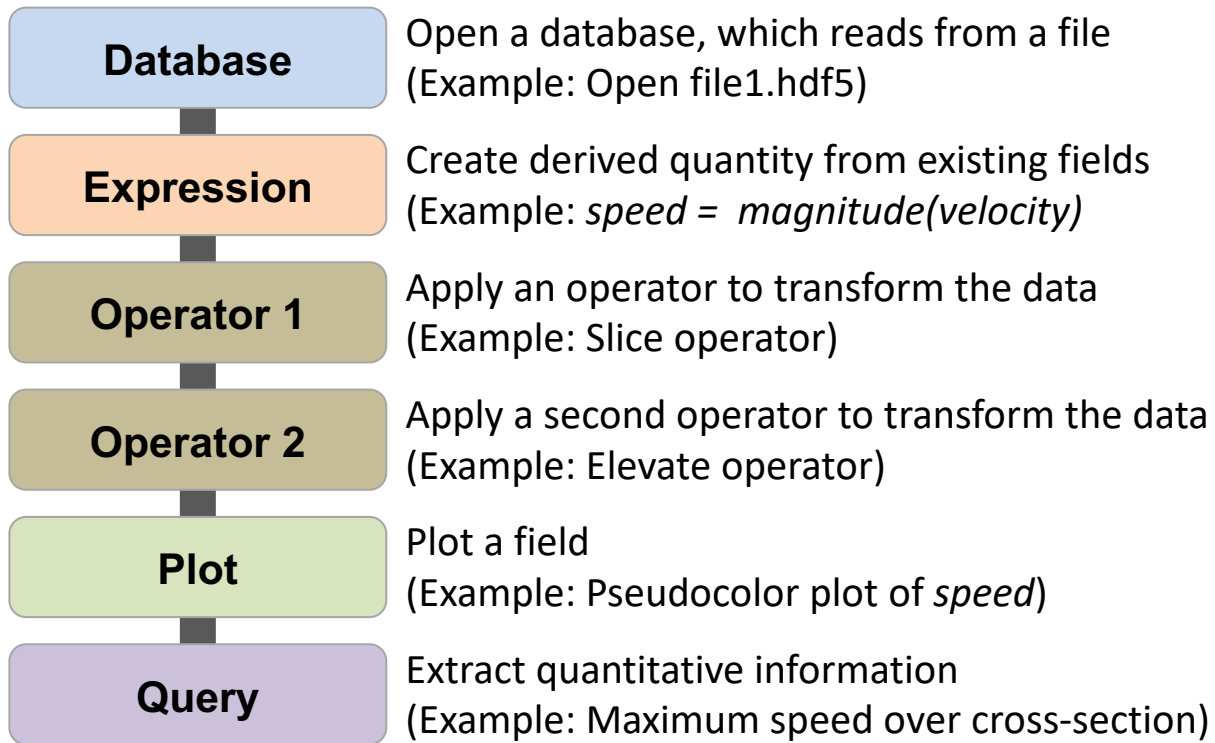 Database
Open a database, which reads from a file
(Example: Open file1.hdf5)
Expression
Create derived quantity from existing fields
(Example: speed = magnitude(velocity)
Operator 1
Apply an operator to transform the data
(Example: Slice operator)
Operator 2
Apply a second operator to transform the data
(Example: Elevate operator)
Plot
Plot a field
(Example: Pseudocolor plot of speed)
Query
Extract quantitative information
(Example: Maximum speed over cross-section)